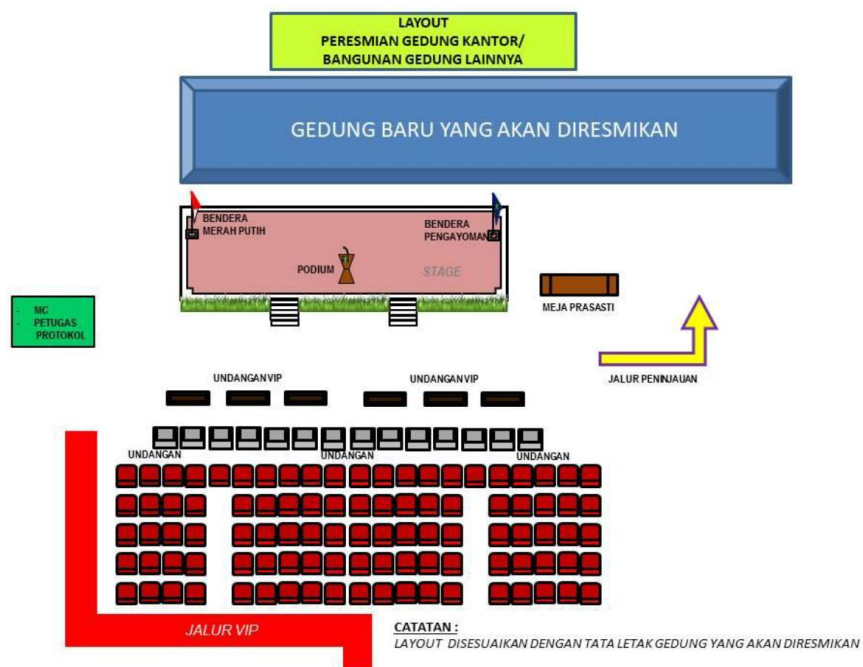 LAYOUT
PERESMIAN GEDUNG KANTOR/
BANGUNAN GEDUNG LAINNYA
GEDUNG BARU YANG AKAN DIRESMIKAN
BENDERA
MERAH PUTIH
BENDERA
PENGAYOMAN
PODIUM
STAGE
MEJA PRASASTI
- MC
- PETUGAS
PROTOKOL
JALUR PENINJAUAN
UNDANGAN VIP
UNDANGAN VIP
UNDANGAN
UNDANGAN
UNDANGAN
JALUR VIP
CATATAN :
LAYOUT DISESUAIKAN DENGAN TATA LETAK GEDUNG YANG AKAN DIRESMIKAN